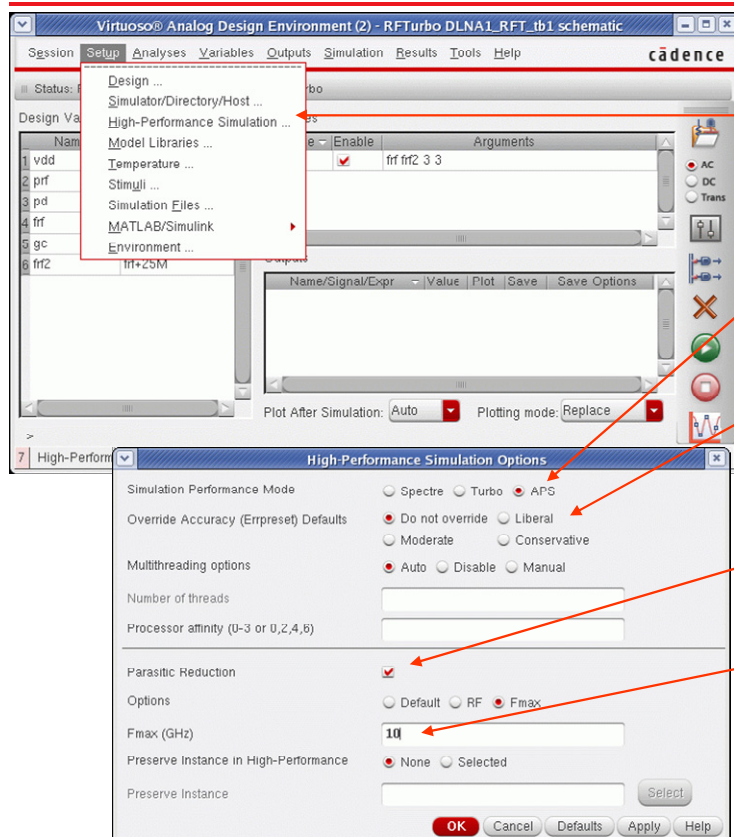 Virtuoso® Analog Design Environment (2) - RFTurbo DLNA1_RFT_tb1 schematic
Session Setup Analyses Variables Outputs Simulation Results Tools Help
cādence
Status:
rbo
Design ...
Simulator/Directory/Host ...
High-Performance Simulation ...
Model Libraries ...
Temperature ...
Stimuli ...
Simulation Files ...
MATLAB/Simulink
Environment ...
Design Va
es
Nam
1 vdd
2 prf
3 pd
4 frf
5 gc
6 frf2 frf+25M
e Enable Arguments
frf frf2 3 3
AC
DC
Trans
Outputs
Name/Signal/Expr Value Plot Save Save Options
Plot After Simulation: Auto Plotting mode: Replace
>
7 High-Perform
High-Performance Simulation Options
Simulation Performance Mode Spectre Turbo APS
Override Accuracy (Errpreset) Defaults Do not override Liberal
Moderate Conservative
Multithreading options Auto Disable Manual
Number of threads
Processor affinity (0-3 or 0,2,4,6)
Parasitic Reduction
Options Default RF Fmax
Fmax (GHz) 10
Preserve Instance in High-Performance None Selected
Preserve Instance Select
OK Cancel Defaults Apply Help